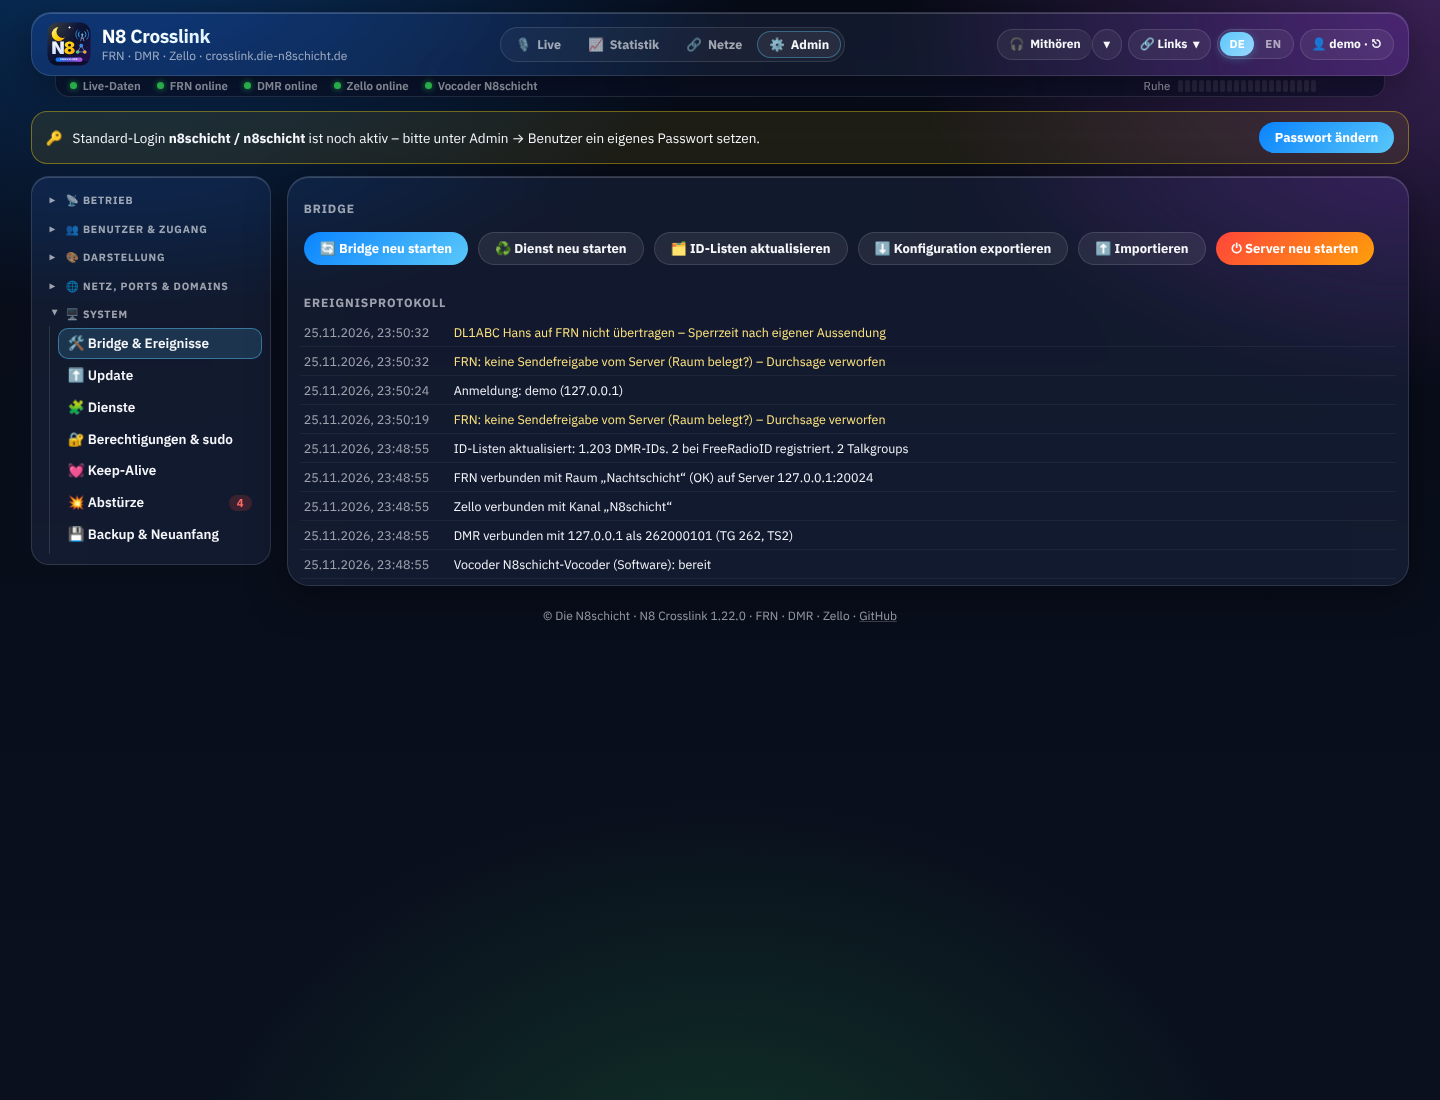 N8 Crosslink
FRN · DMR · Zello · crosslink.die-n8schicht.de
Live
Statistik
Netze
Admin
Mithören
Links
DE
EN
demo ·
Live-Daten
FRN online
DMR online
Zello online
Vocoder N8schicht
Ruhe
Standard-Login n8schicht / n8schicht ist noch aktiv – bitte unter Admin → Benutzer ein eigenes Passwort setzen.
Passwort ändern
BETRIEB
BENUTZER & ZUGANG
DARSTELLUNG
NETZ, PORTS & DOMAINS
SYSTEM
Bridge & Ereignisse
Update
Dienste
Berechtigungen & sudo
Keep-Alive
Abstürze 4
Backup & Neuanfang
BRIDGE
Bridge neu starten
Dienst neu starten
ID-Listen aktualisieren
Konfiguration exportieren
Importieren
Server neu starten
EREIGNISPROTOKOLL
25.11.2026, 23:50:32 DL1ABC Hans auf FRN nicht übertragen – Sperrzeit nach eigener Aussendung
25.11.2026, 23:50:32 FRN: keine Sendefreigabe vom Server (Raum belegt?) – Durchsage verworfen
25.11.2026, 23:50:24 Anmeldung: demo (127.0.0.1)
25.11.2026, 23:50:19 FRN: keine Sendefreigabe vom Server (Raum belegt?) – Durchsage verworfen
25.11.2026, 23:48:55 ID-Listen aktualisiert: 1.203 DMR-IDs, 2 bei FreeRadioID registriert, 2 Talkgroups
25.11.2026, 23:48:55 FRN verbunden mit Raum „Nachtschicht“ (OK) auf Server 127.0.0.1:20024
25.11.2026, 23:48:55 Zello verbunden mit Kanal „N8schicht“
25.11.2026, 23:48:55 DMR verbunden mit 127.0.0.1 als 262000101 (TG 262, TS2)
25.11.2026, 23:48:55 Vocoder N8schicht-Vocoder (Software): bereit
© Die N8schicht · N8 Crosslink 1.22.0 · FRN · DMR · Zello · GitHub